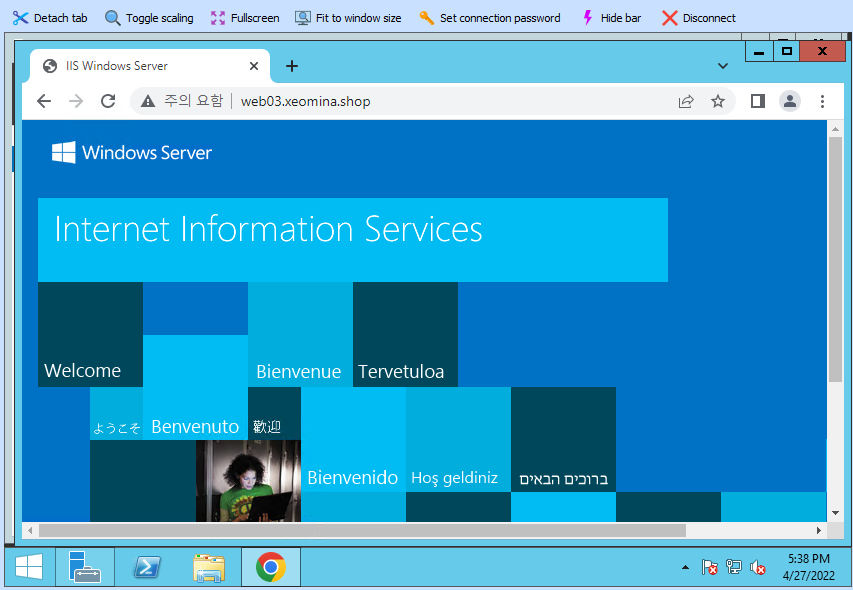 Detach tab Toggle scaling Fullscreen Fit to window size Set connection password Hide bar Disconnect
IIS Windows Server
주의 요함 web03.xeomina.shop
Windows Server
Internet Information Services
Welcome
Bienvenue
Tervetuloa
ようこそ
Benvenuto
歡迎
Bienvenido
Hoş geldiniz
ברוכים הבאים
5:38 PM
4/27/2022